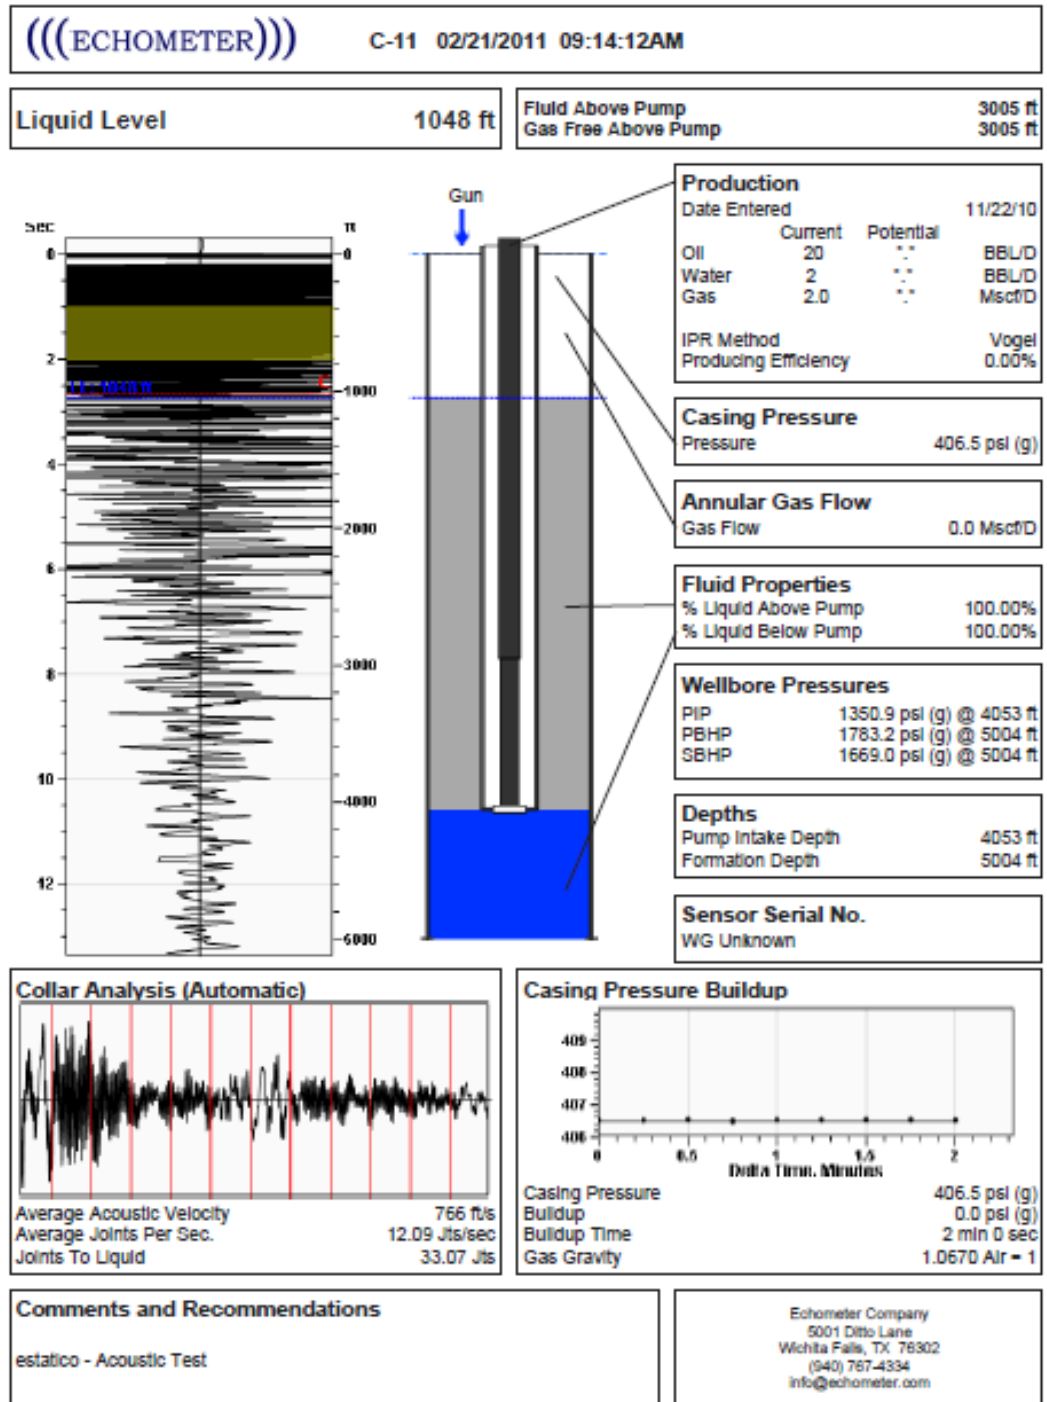 (((ECHOMETER))) C-11 02/21/2011 09:14:12AM
Liquid Level 1048 ft
Fluid Above Pump 3005 ft
Gas Free Above Pump 3005 ft
Gun
Sec ft
0 0
2
LL: 1048 ft C
1000
4
2000
6
8 3000
10
4000
12
5000
Production
Date Entered 11/22/10
Current Potential
Oil 20 *.* BBL/D
Water 2 *.* BBL/D
Gas 2.0 *.* Mscf/D
IPR Method Vogel
Producing Efficiency 0.00%
Casing Pressure
Pressure 406.5 psi (g)
Annular Gas Flow
Gas Flow 0.0 Mscf/D
Fluid Properties
% Liquid Above Pump 100.00%
% Liquid Below Pump 100.00%
Wellbore Pressures
PIP 1350.9 psi (g) @ 4053 ft
PBHP 1783.2 psi (g) @ 5004 ft
SBHP 1669.0 psi (g) @ 5004 ft
Depths
Pump Intake Depth 4053 ft
Formation Depth 5004 ft
Sensor Serial No.
WG Unknown
Collar Analysis (Automatic)
Average Acoustic Velocity 766 ft/s
Average Joints Per Sec. 12.09 Jts/sec
Joints To Liquid 33.07 Jts
Casing Pressure Buildup
409
408
407
406
0 0.5 1 1.5 2
Delta Time, Minutes
Casing Pressure 406.5 psi (g)
Buildup 0.0 psi (g)
Buildup Time 2 min 0 sec
Gas Gravity 1.0670 Air = 1
Comments and Recommendations
estatico - Acoustic Test
Echometer Company
5001 Ditto Lane
Wichita Falls, TX 76302
(940) 767-4334
info@echometer.com